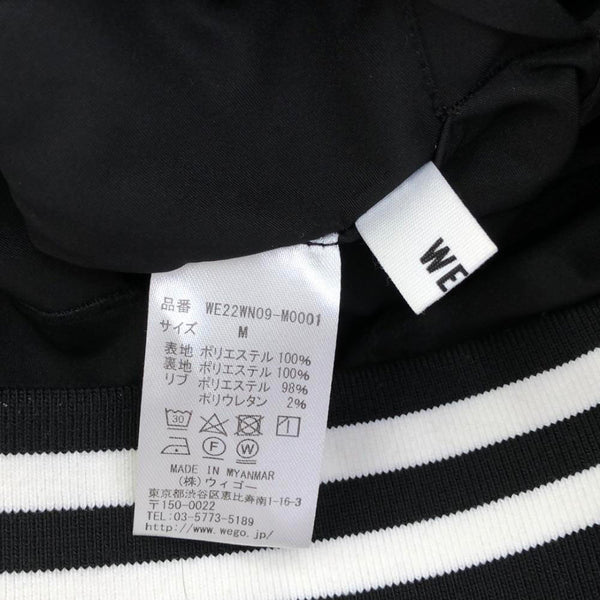 WE
品番 WE22WN09-M0001
サイズ M
表地 ポリエステル 100%
裏地 ポリエステル 100%
リブ ポリエステル 98%
ポリウレタン 2%
30
F W
MADE IN MYANMAR
(株) ウィゴー
東京都渋谷区恵比寿南1-16-3
〒150-0022
TEL: 03-5773-5189
http://www.wego.jp/